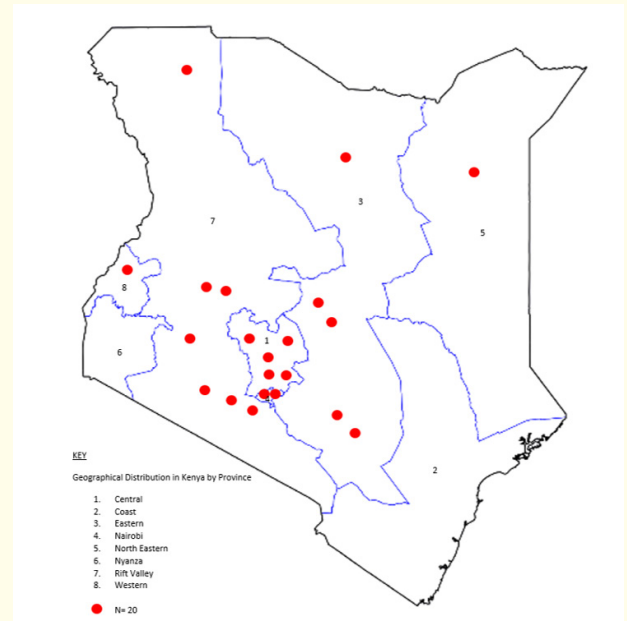 3
7
5
8
1
6
4
2
KEY
Geographical Distribution in Kenya by Province
1. Central
2. Coast
3. Eastern
4. Nairobi
5. North Eastern
6. Nyanza
7. Rift Valley
8. Western
N= 20